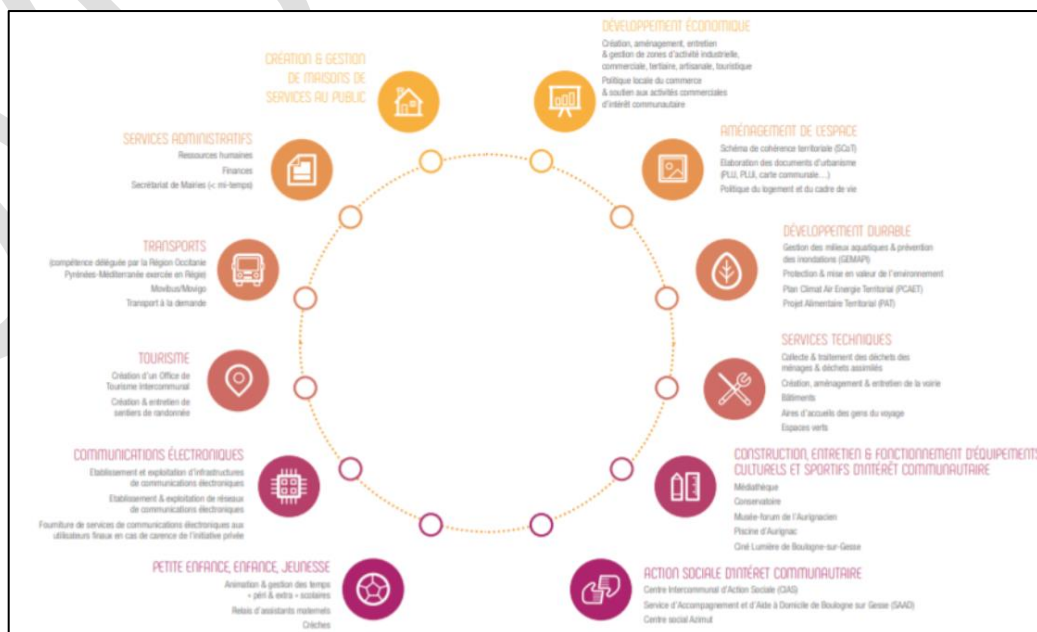 CRÉATION & GESTION
DE MAISONS DE
SERVICES AU PUBLIC
DÉVELOPPEMENT ÉCONOMIQUE
Création, aménagement, entretien
& gestion de zones d'activité industrielle,
commerciale, tertiaire, artisanale, touristique
Politique locale du commerce
& soutien aux activités commerciales
d'intérêt communautaire
SERVICES ADMINISTRATIFS
Ressources humaines
Finances
Secrétariat de Mairies (< mi-temps)
AMÉNAGEMENT DE L'ESPACE
Schéma de cohérence territoriale (SCoT)
Elaboration des documents d'urbanisme
(PLU, PLUi, carte communale…)
Politique du logement et du cadre de vie
TRANSPORTS
(compétence déléguée par la Région Occitanie
Pyrénées-Méditerranée exercée en Régie)
Movibus/Movigo
Transport à la demande
DÉVELOPPEMENT DURABLE
Gestion des milieux aquatiques & prévention
des inondations (GEMAPI)
Protection & mise en valeur de l'environnement
Plan Climat Air Energie Territorial (PCAET)
Projet Alimentaire Territorial (PAT)
TOURISME
Création d'un Office de
Tourisme Intercommunal
Création & entretien de
sentiers de randonnée
SERVICES TECHNIQUES
Collecte & traitement des déchets des
ménages & déchets assimilés
Création, aménagement & entretien de la voirie
Bâtiments
Aires d'accueils des gens du voyage
Espaces verts
COMMUNICATIONS ÉLECTRONIQUES
Etablissement et exploitation d'infrastructures
de communications électroniques
Etablissement & exploitation de réseaux
de communications électroniques
Fourniture de services de communications électroniques aux
utilisateurs finaux en cas de carence de l'initiative privée
CONSTRUCTION, ENTRETIEN & FONCTIONNEMENT D'ÉQUIPEMENTS
CULTURELS ET SPORTIFS D'INTÉRÊT COMMUNAUTAIRE
Médiathèque
Conservatoire
Musée-forum de l'Aurignacien
Piscine d'Aurignac
Ciné Lumière de Boulogne-sur-Gesse
PETITE ENFANCE, ENFANCE, JEUNESSE
Animation & gestion des temps
« péri & extra » scolaires
Relais d'assistants maternels
Crèches
ACTION SOCIALE D'INTÉRET COMMUNAUTAIRE
Centre Intercommunal d'Action Sociale (CIAS)
Service d'Accompagnement et d'Aide à Domicile de Boulogne sur Gesse (SAAD)
Centre social Azimut